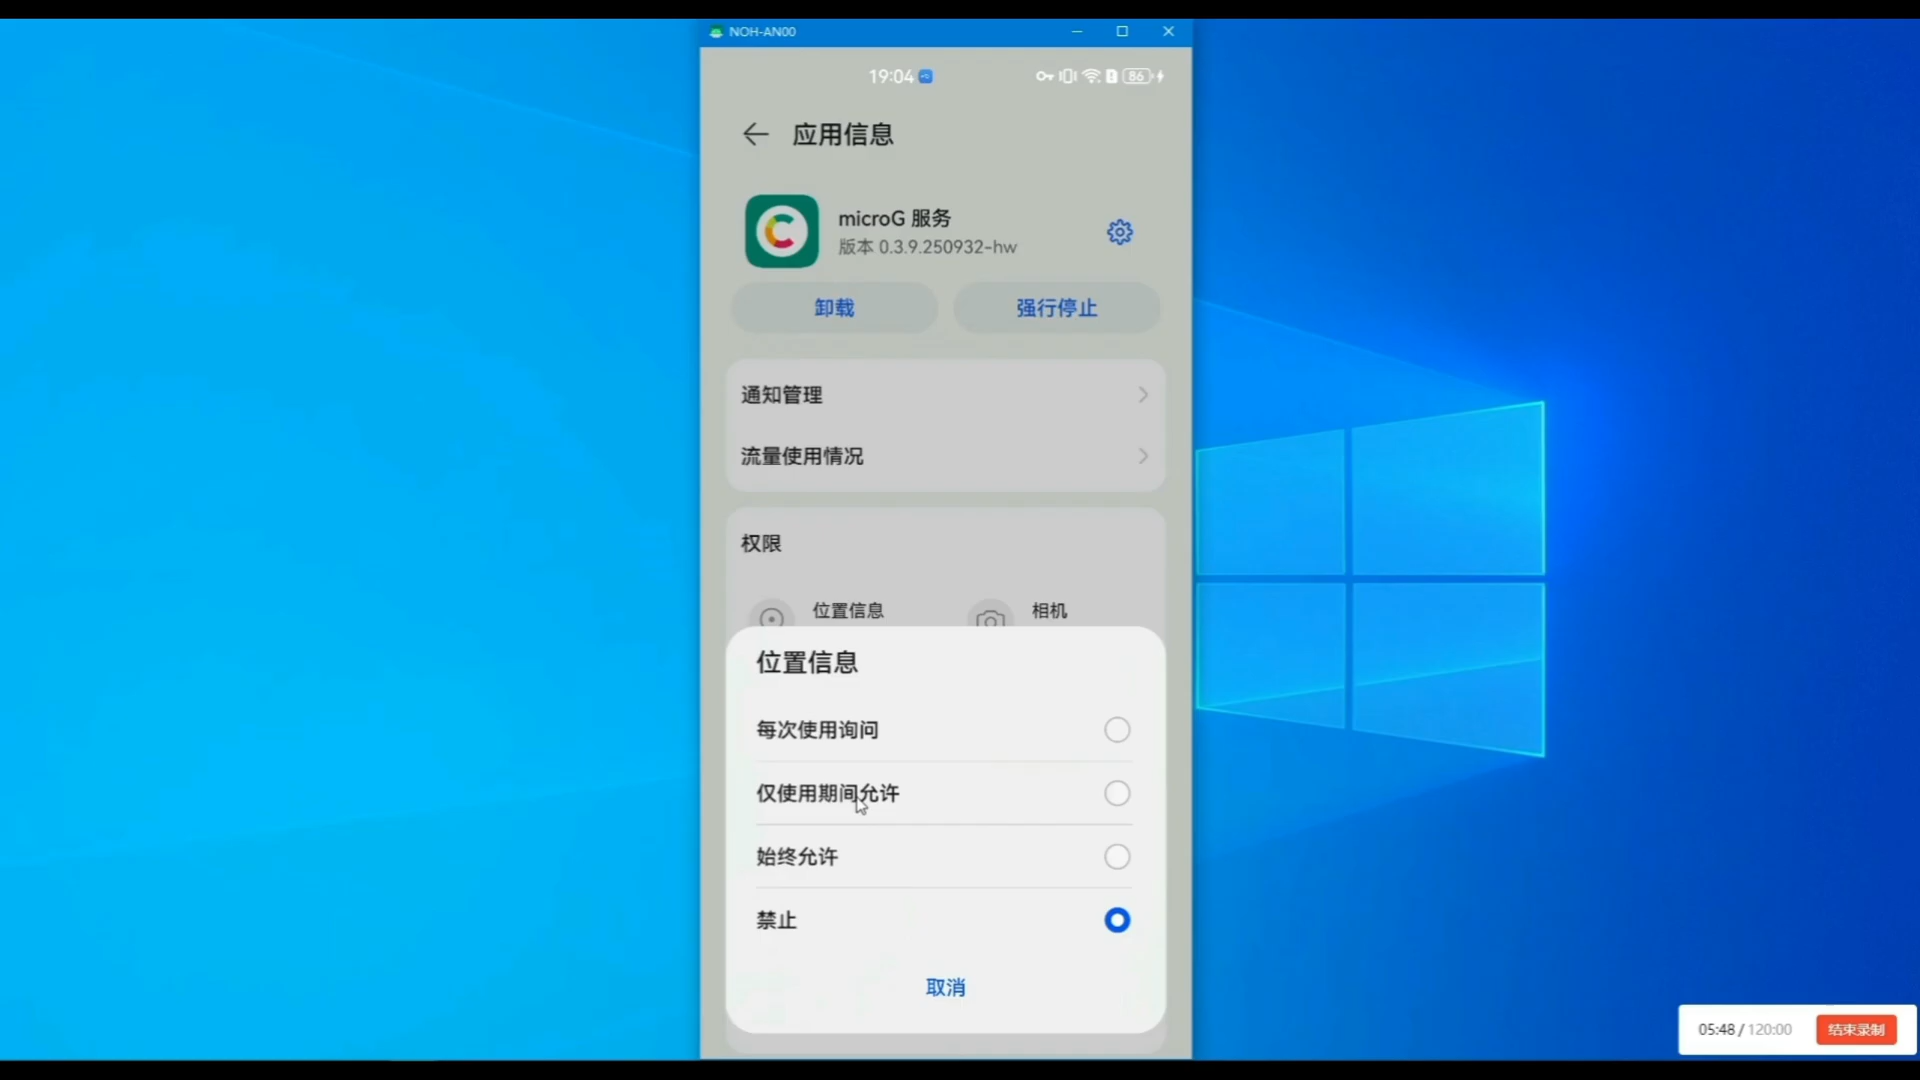 NOH-AN00
19:04
86
应用信息
microG 服务
版本 0.3.9.250932-hw
卸载
强行停止
通知管理
流量使用情况
权限
位置信息
相机
位置信息
每次使用询问
仅使用期间允许
始终允许
禁止
取消
05:48 / 120:00
结束录制